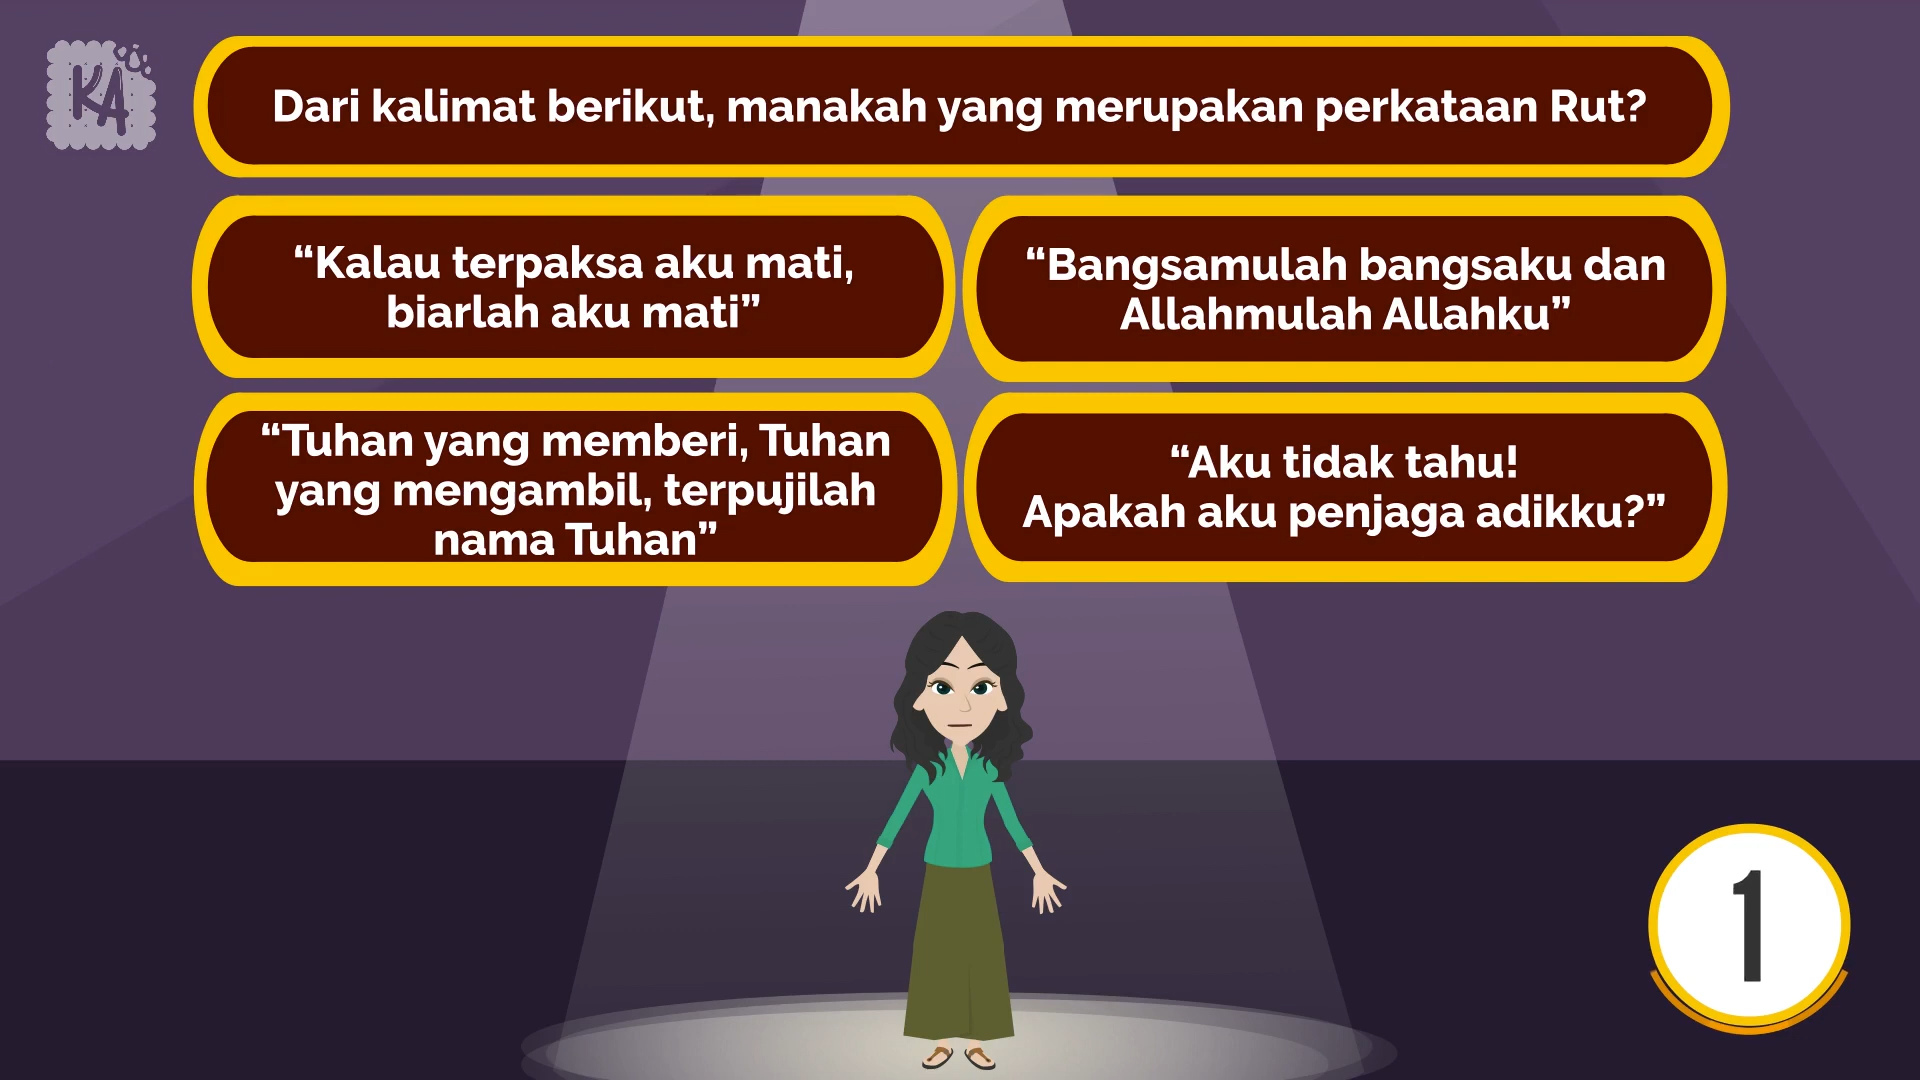 KA
Dari kalimat berikut, manakah yang merupakan perkataan Rut?
“Kalau terpaksa aku mati,
biarlah aku mati”
“Bangsamulah bangsaku dan
Allahmulah Allahku”
“Tuhan yang memberi, Tuhan
yang mengambil, terpujilah
nama Tuhan”
“Aku tidak tahu!
Apakah aku penjaga adikku?”
1